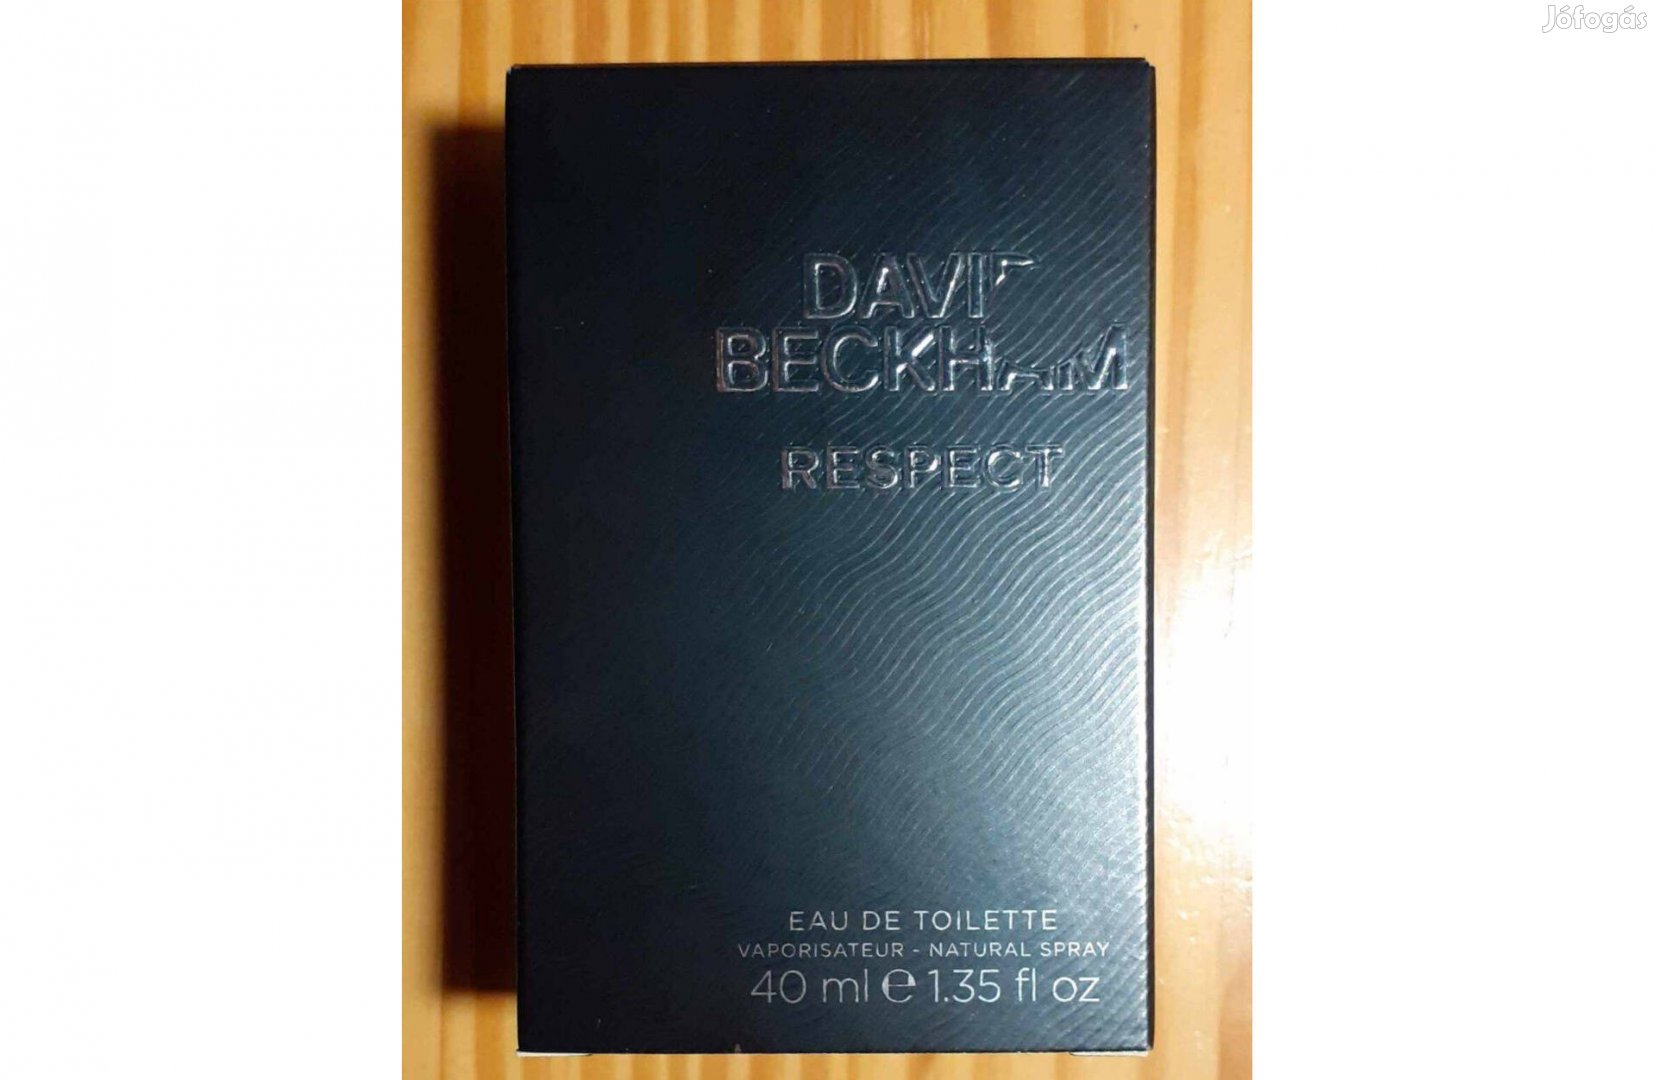 Jófogás
DAVID
BECKHAM
RESPECT
EAU DE TOILETTE
VAPORISATEUR - NATURAL SPRAY
40 ml e 1.35 fl oz